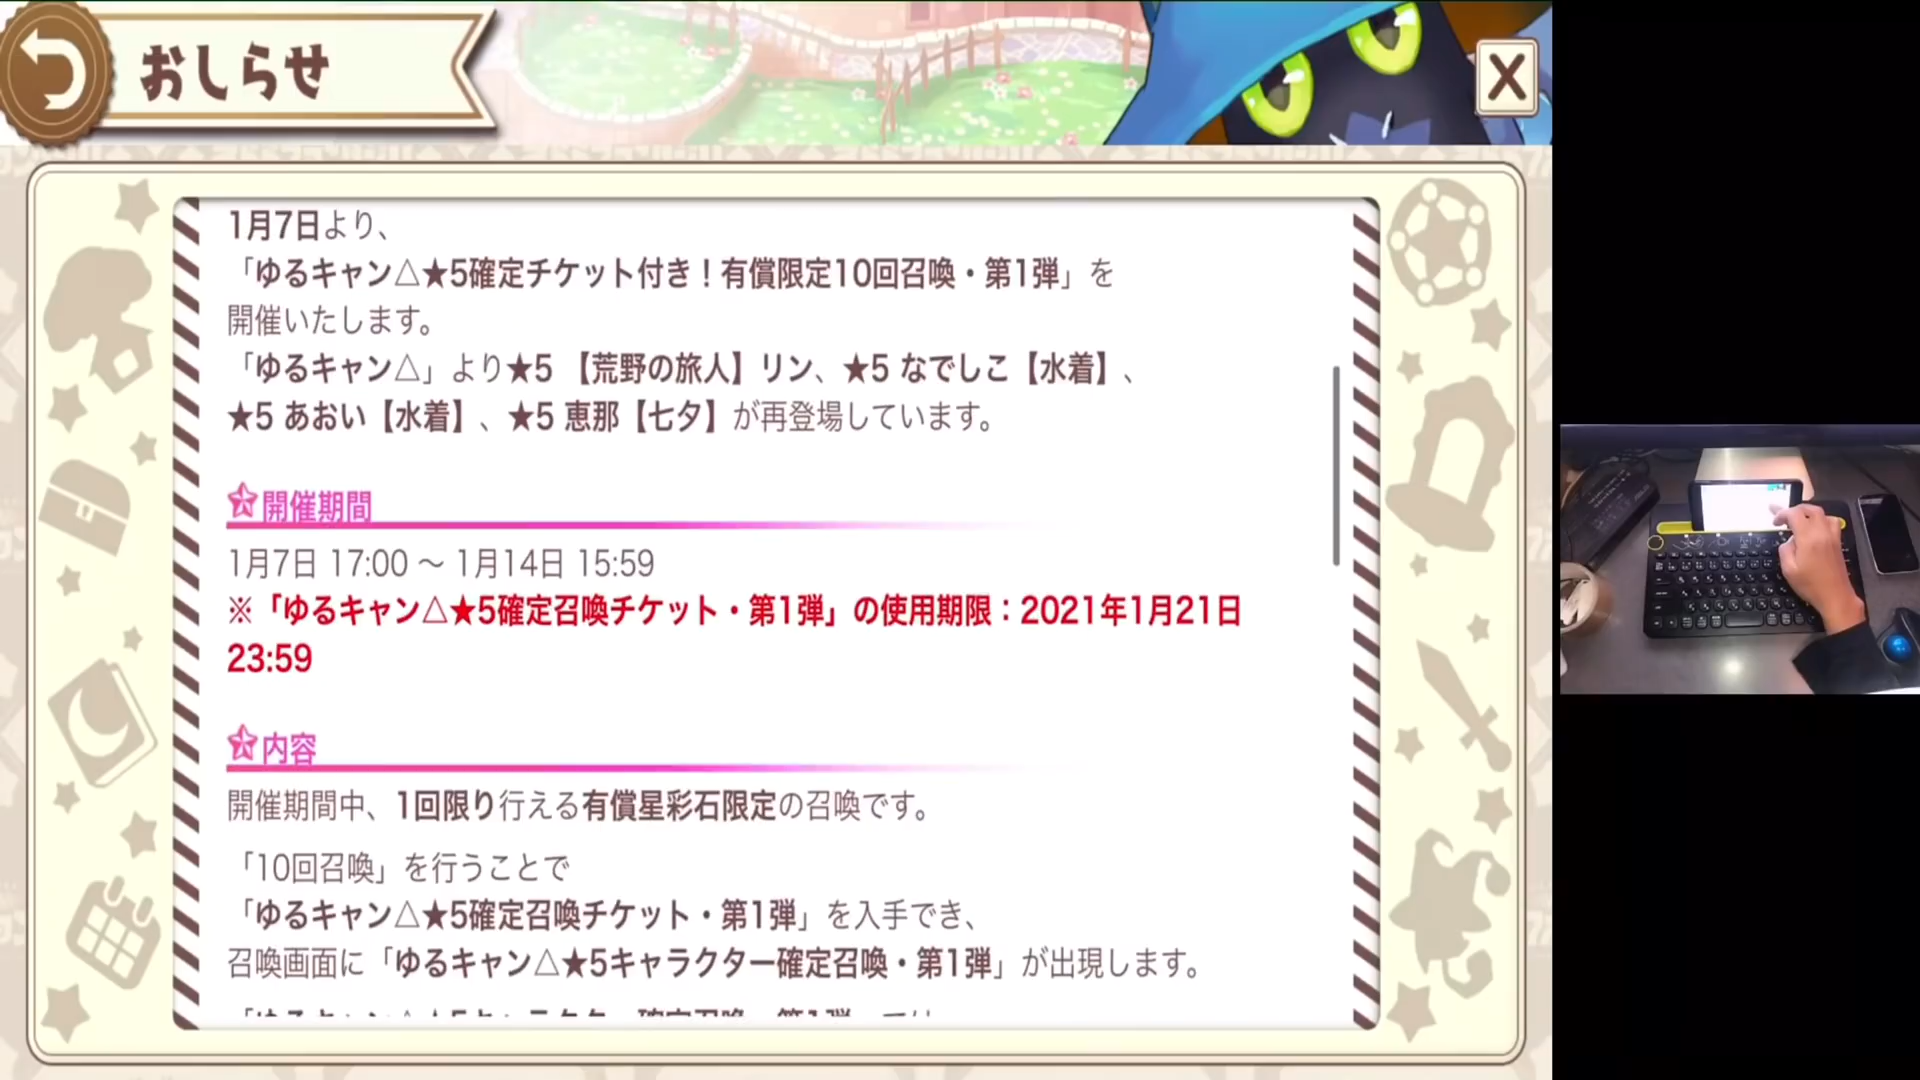 おしらせ
X
1月7日より、
「ゆるキャン△★5確定チケット付き！有償限定10回召喚・第1弾」を
開催いたします。
「ゆるキャン△」より★5 【荒野の旅人】リン、★5 なでしこ【水着】、
★5 あおい【水着】、★5 恵那【七夕】が再登場しています。
開催期間
1月7日 17:00 ～ 1月14日 15:59
※「ゆるキャン△★5確定召喚チケット・第1弾」の使用期限：2021年1月21日
23:59
内容
開催期間中、1回限り行える有償星彩石限定の召喚です。
「10回召喚」を行うことで
「ゆるキャン△★5確定召喚チケット・第1弾」を入手でき、
召喚画面に「ゆるキャン△★5キャラクター確定召喚・第1弾」が出現します。